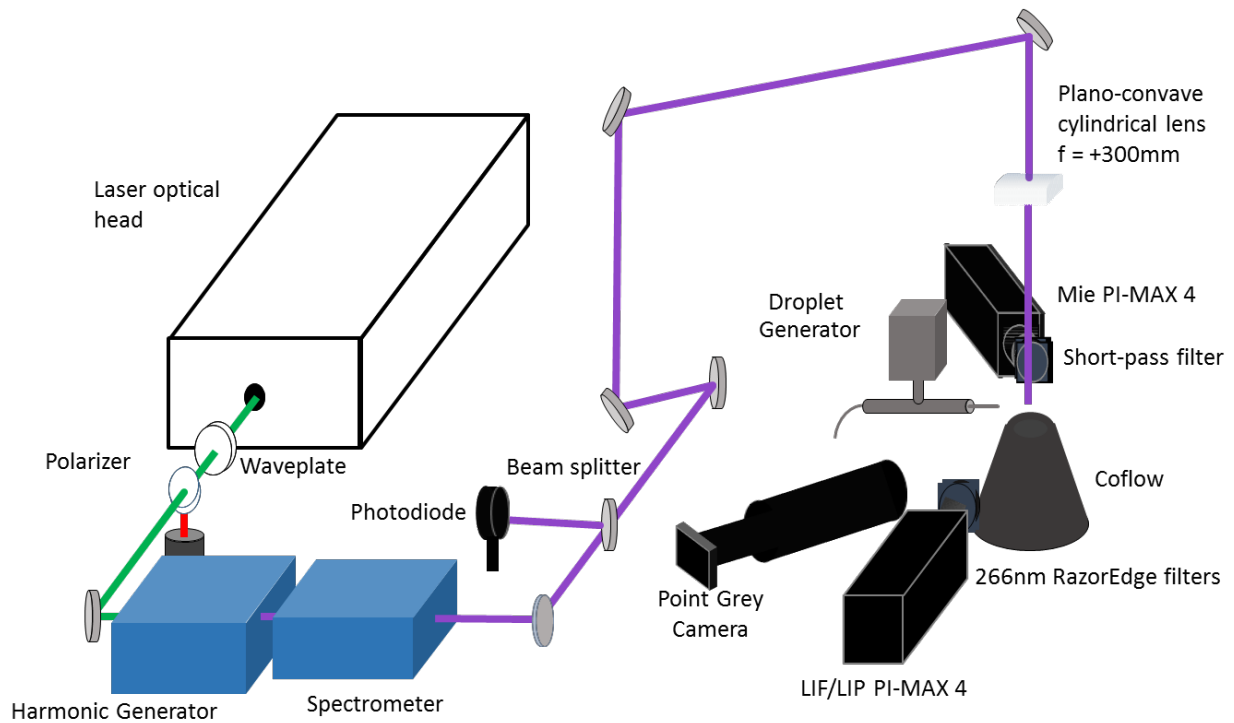 Plano-convave
cylindrical lens
f = +300mm
Laser optical
head
Mie PI-MAX 4
Droplet
Generator
Short-pass filter
Polarizer
Waveplate
Beam splitter
Photodiode
Coflow
266nm RazorEdge filters
Point Grey
Camera
LIF/LIP PI-MAX 4
Spectrometer
Harmonic Generator